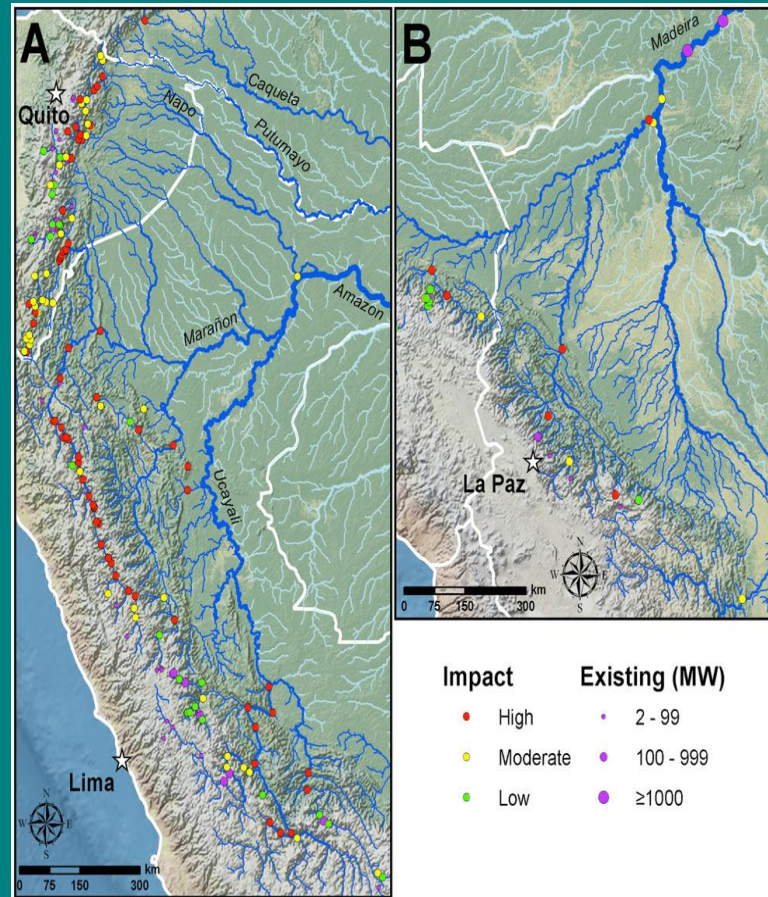 A
Quito
Caqueta
Napo
Putumayo
Amazon
Marañon
Ucayali
Lima
N
W E
S
km
0 75 150 300
B
Madeira
La Paz
N
W E
S
km
0 75 150 300
Impact
High
Moderate
Low
Existing (MW)
2 - 99
100 - 999
≥1000